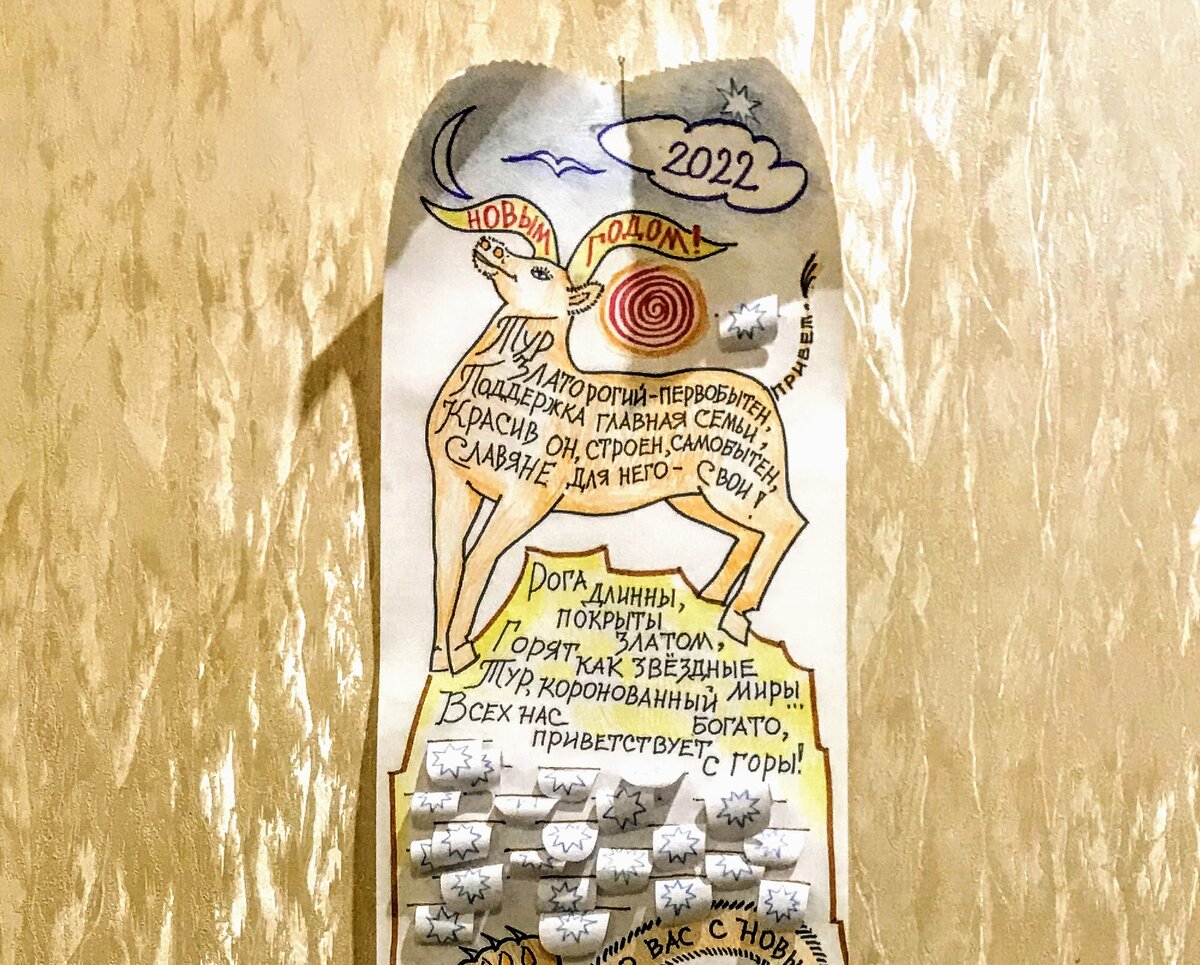 2022
НОВЫМ ГОДОМ!
ПРИВЕТ.
Тур
Златорогий-первобытен,
Поддержка главная семьи,
Красив он, строен, самобытен,
Славяне для него - свои!
Рога длинны,
покрыты
златом,
Горят как звёздные
миры...
Тур, коронованный
богато,
Всех нас
приветствует
с горы!
ВАС С НОВЫ